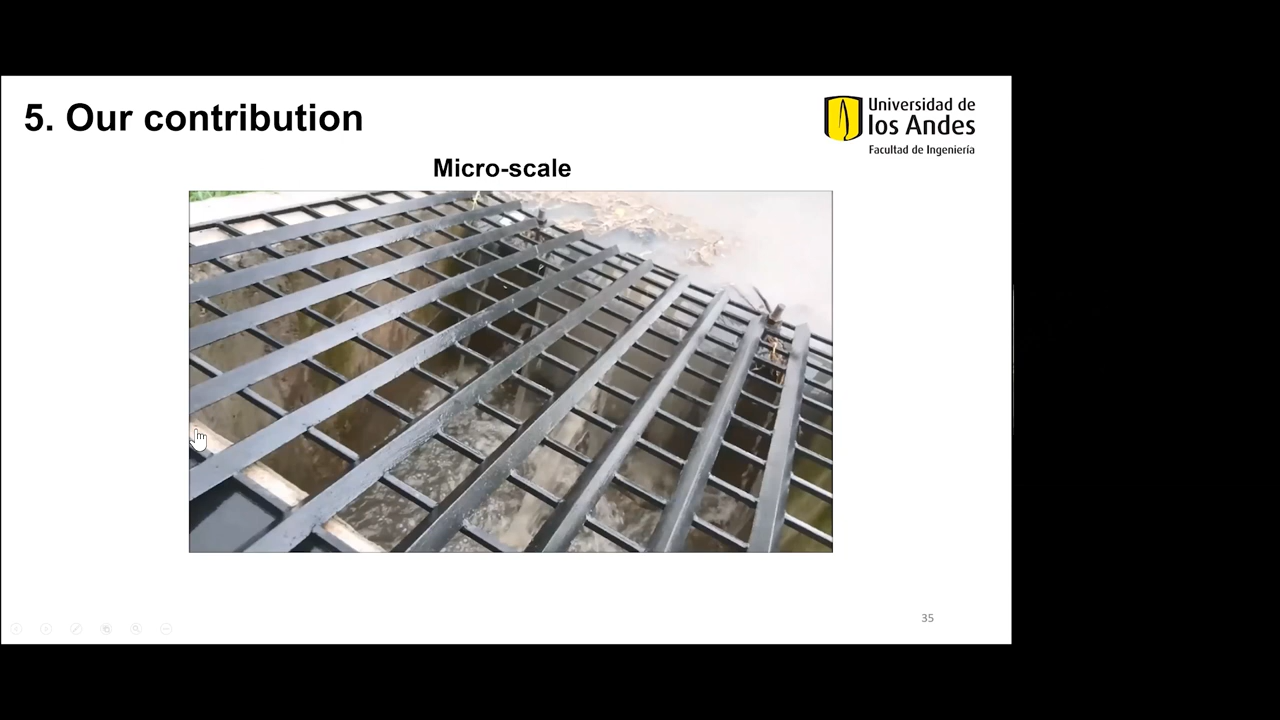 5. Our contribution
Universidad de
los Andes
Facultad de Ingeniería
Micro-scale
35